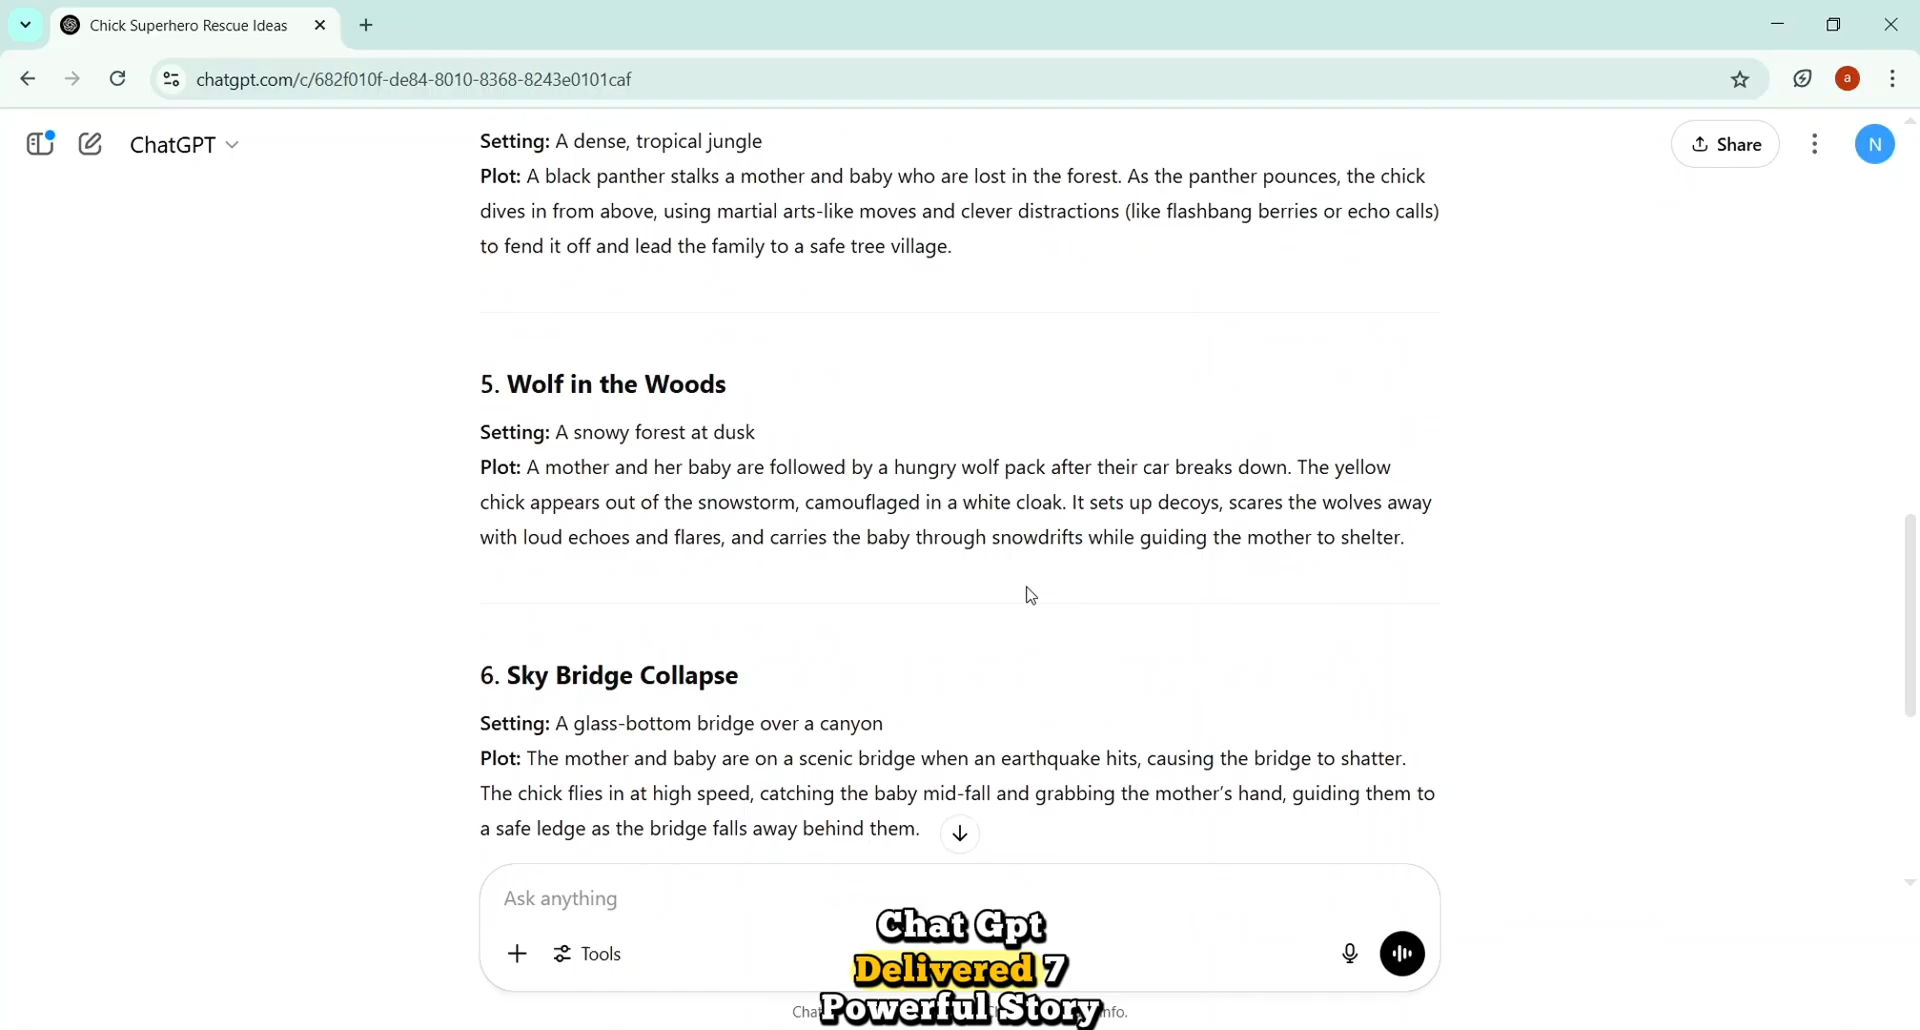 Chick Superhero Rescue Ideas
chatgpt.com/c/682f010f-de84-8010-8368-8243e0101caf
a
ChatGPT
Share
N
Setting: A dense, tropical jungle
Plot: A black panther stalks a mother and baby who are lost in the forest. As the panther pounces, the chick
dives in from above, using martial arts-like moves and clever distractions (like flashbang berries or echo calls)
to fend it off and lead the family to a safe tree village.
5. Wolf in the Woods
Setting: A snowy forest at dusk
Plot: A mother and her baby are followed by a hungry wolf pack after their car breaks down. The yellow
chick appears out of the snowstorm, camouflaged in a white cloak. It sets up decoys, scares the wolves away
with loud echoes and flares, and carries the baby through snowdrifts while guiding the mother to shelter.
6. Sky Bridge Collapse
Setting: A glass-bottom bridge over a canyon
Plot: The mother and baby are on a scenic bridge when an earthquake hits, causing the bridge to shatter.
The chick flies in at high speed, catching the baby mid-fall and grabbing the mother's hand, guiding them to
a safe ledge as the bridge falls away behind them.
Ask anything
Tools
Chat Gpt
Delivered 7
Powerful Story